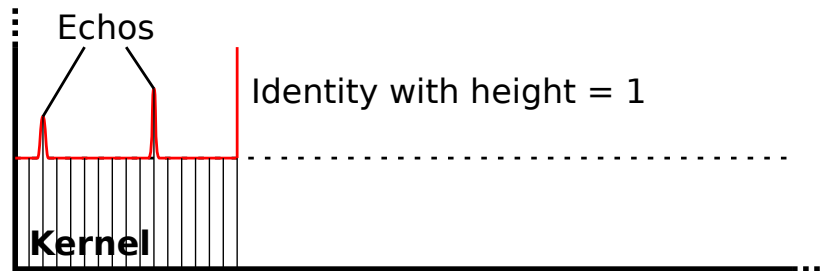 Echos
Identity with height = 1
Kernel